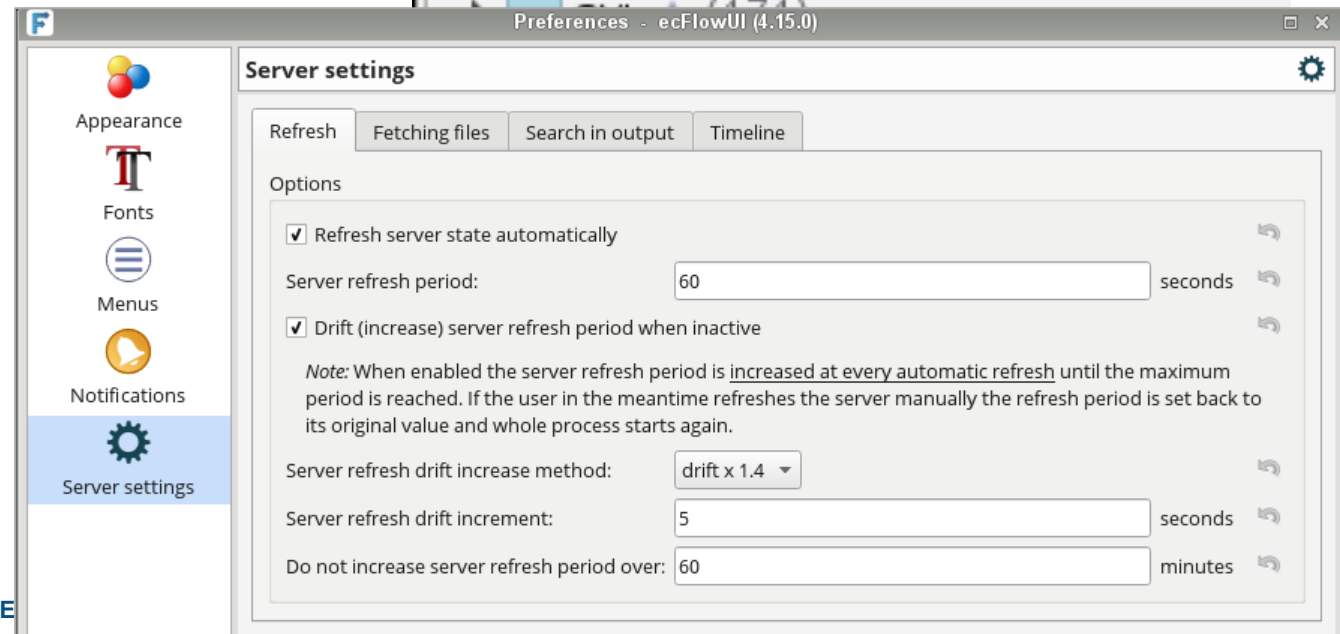 Preferences - ecFlowUI (4.15.0)
Server settings
Appearance
Fonts
Menus
Notifications
Server settings
Refresh
Fetching files
Search in output
Timeline
Options
Refresh server state automatically
Server refresh period: 60 seconds
Drift (increase) server refresh period when inactive
Note: When enabled the server refresh period is increased at every automatic refresh until the maximum
period is reached. If the user in the meantime refreshes the server manually the refresh period is set back to
its original value and whole process starts again.
Server refresh drift increase method: drift x 1.4
Server refresh drift increment: 5 seconds
Do not increase server refresh period over: 60 minutes
E